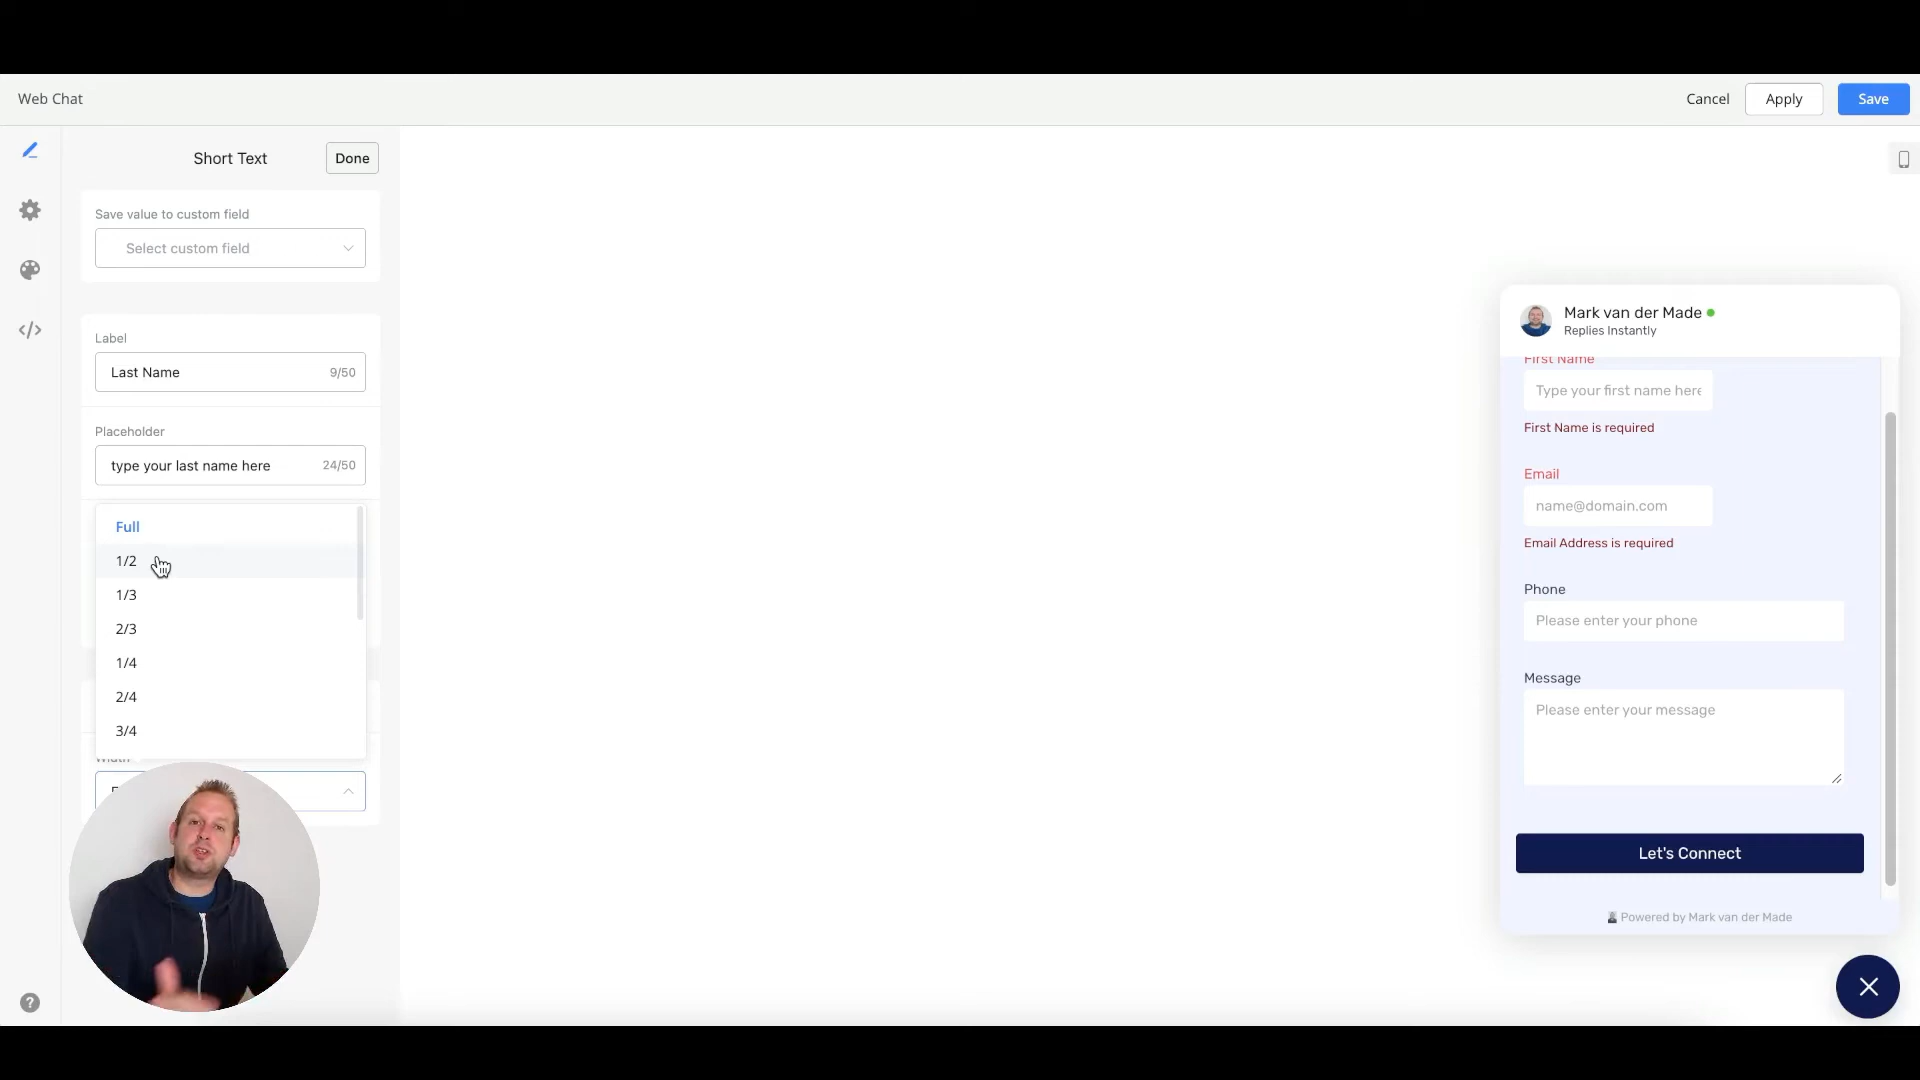 Web Chat
Cancel
Apply
Save
Short Text
Done
Save value to custom field
Select custom field
Label
Last Name
9/50
Placeholder
type your last name here
24/50
Full
1/2
1/3
2/3
1/4
2/4
3/4
Width
Mark van der Made
Replies Instantly
First Name
Type your first name here
First Name is required
Email
name@domain.com
Email Address is required
Phone
Please enter your phone
Message
Please enter your message
Let's Connect
Powered by Mark van der Made
?